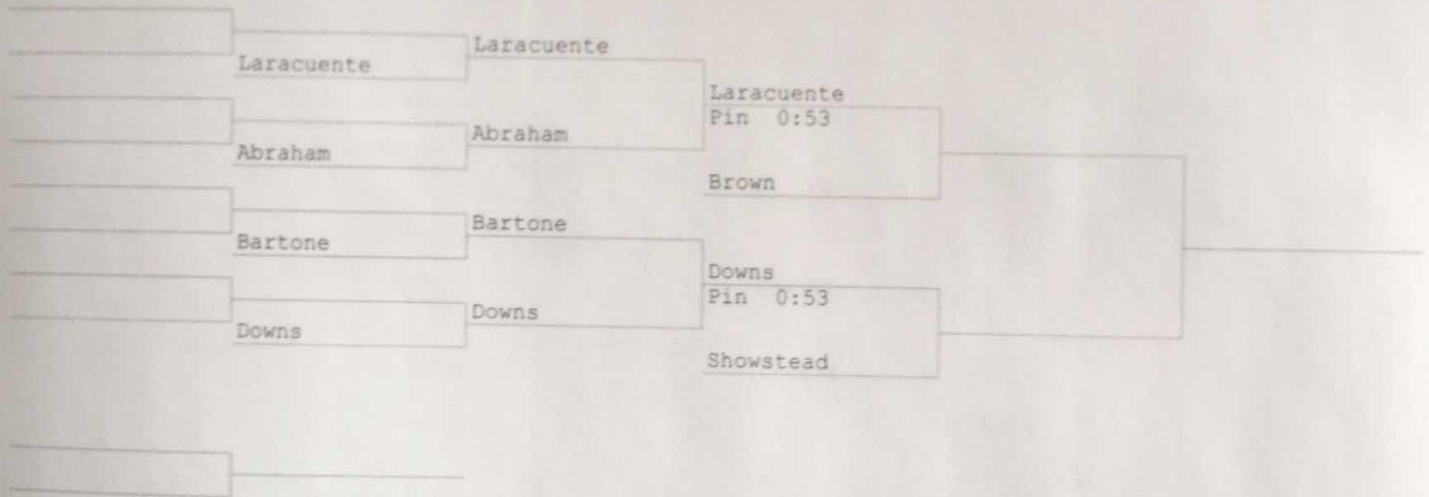 Laracuente
Abraham
Bartone
Downs
Laracuente
Abraham
Bartone
Downs
Laracuente
Pin 0:53
Brown
Downs
Pin 0:53
Showstead